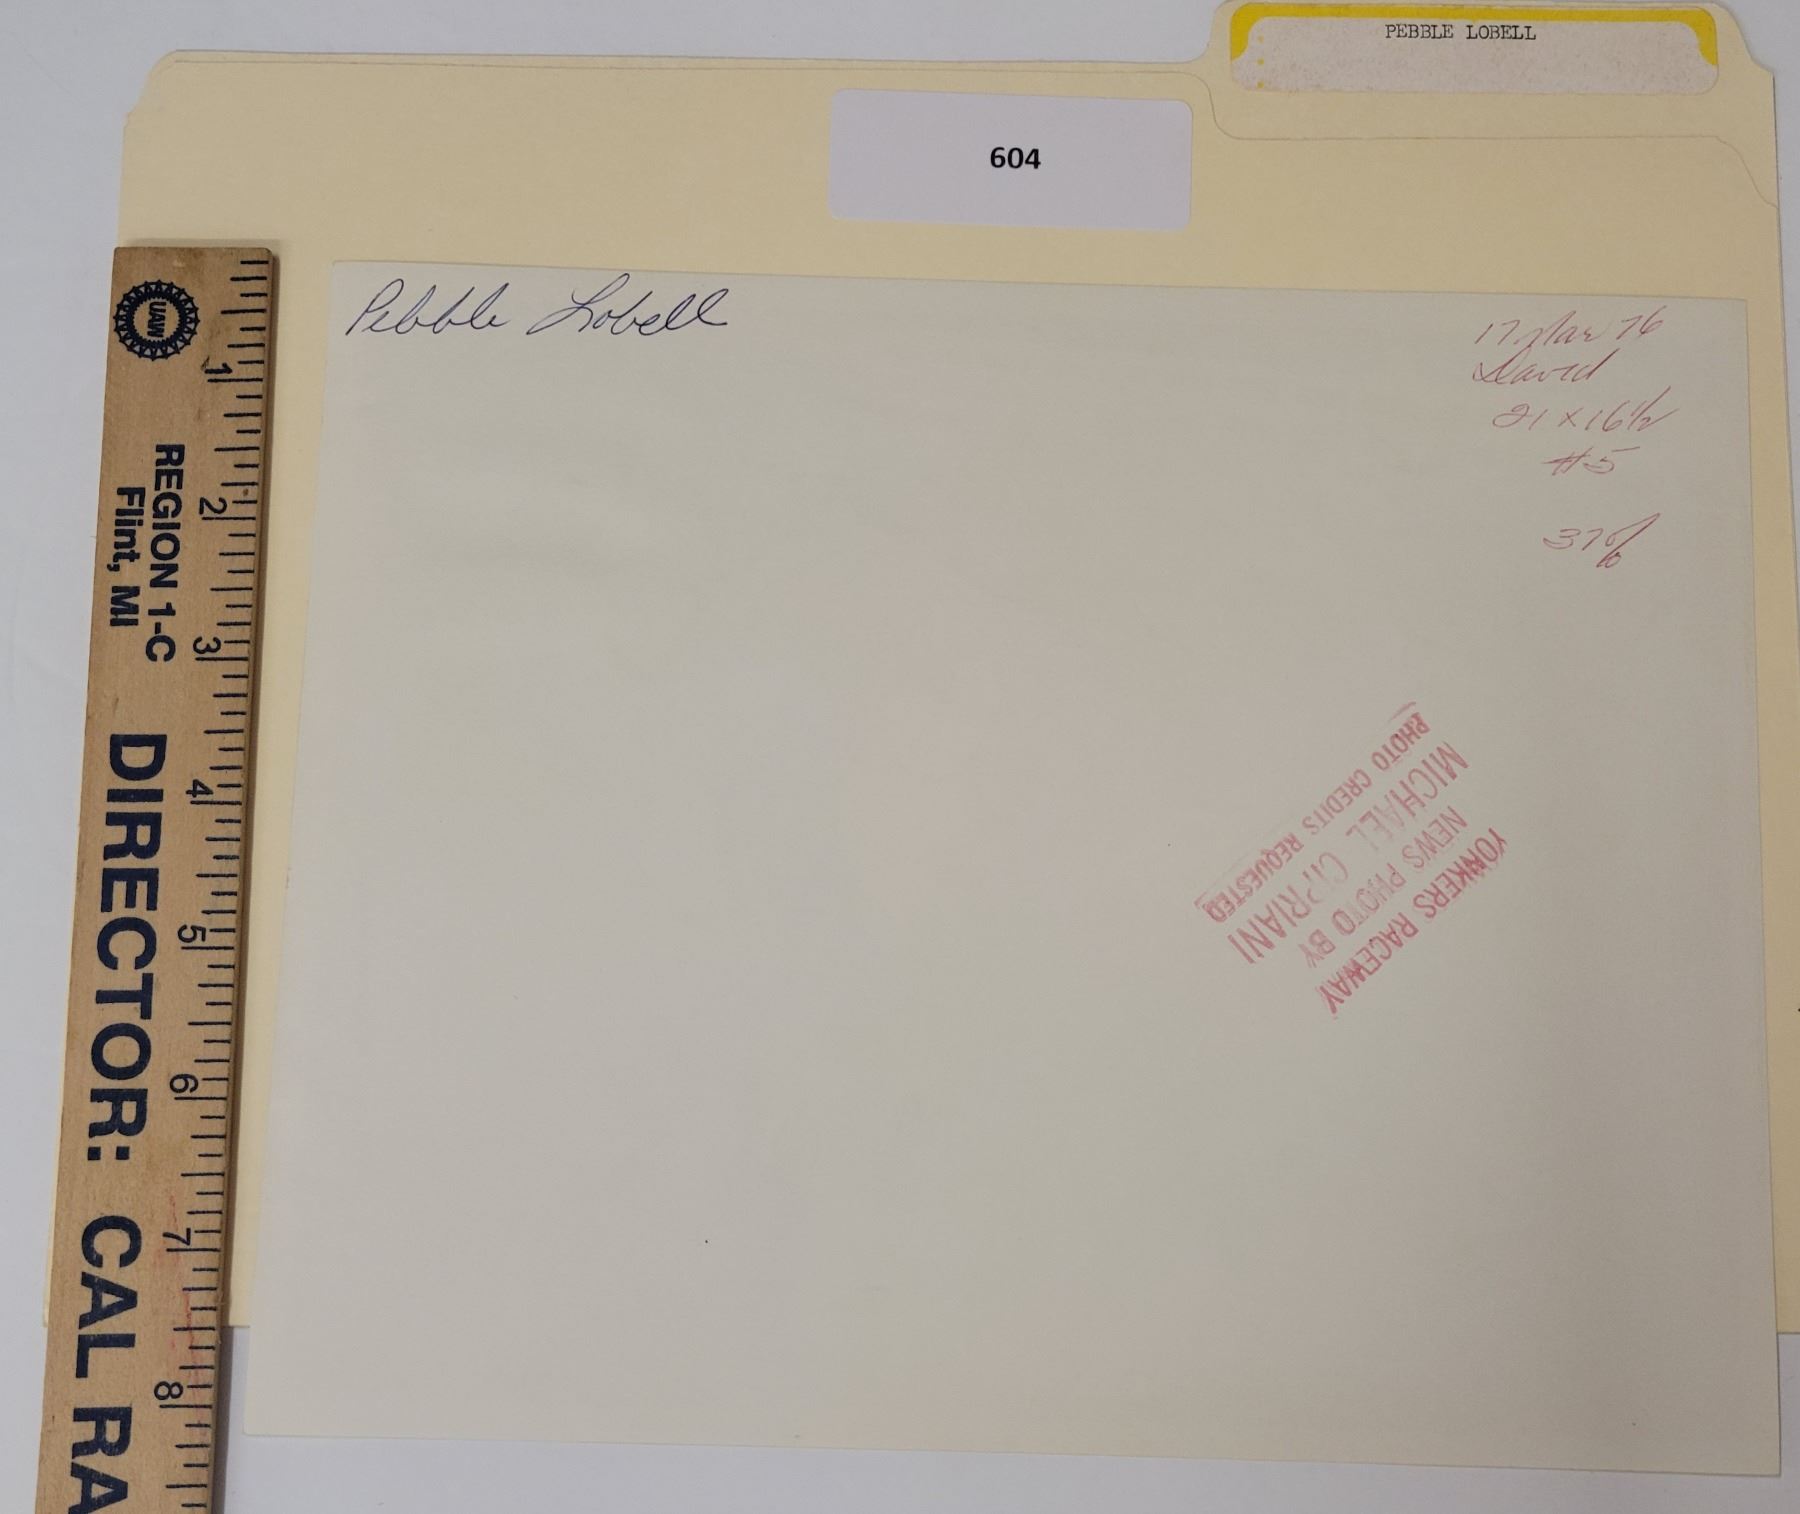 PEBBLE LOBELL
604
Pebble Lobell
17 Mar 76
David
21 x 16 1/2
#5
37%
YONKERS RACEWAY
NEWS PHOTO BY
MICHAEL CIPRIANI
PHOTO CREDITS REQUESTED
UAW
REGION 1-C
Flint, MI
DIRECTOR: CAL RA
1
2
3
4
5
6
7
8